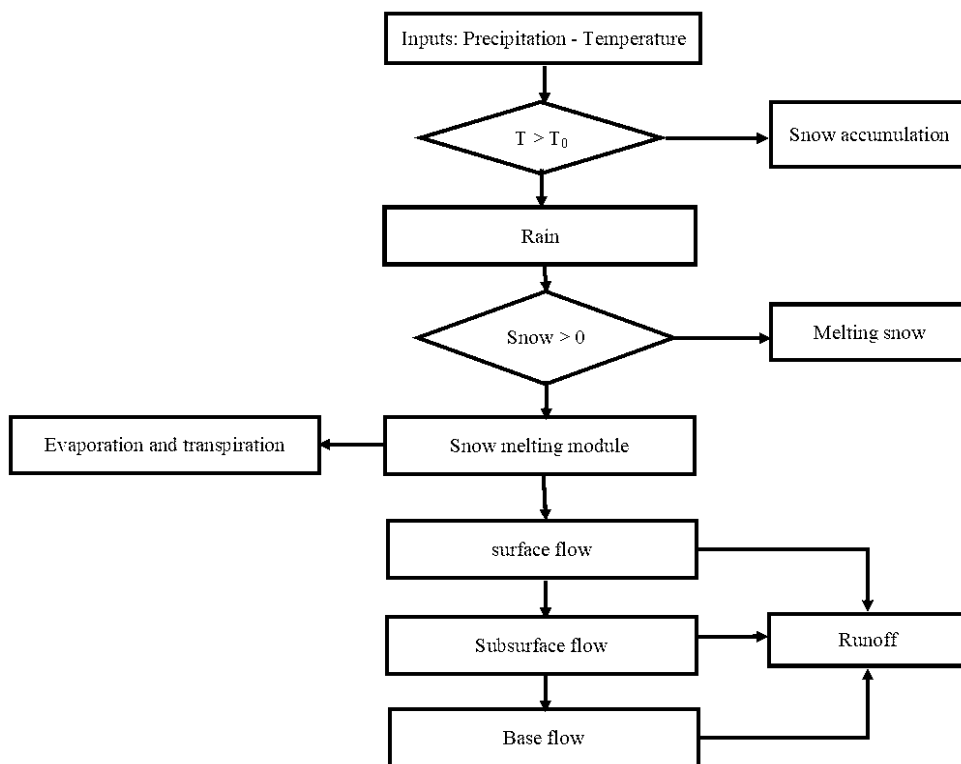 Inputs: Precipitation - Temperature
T > T₀
Snow accumulation
Rain
Snow > 0
Melting snow
Evaporation and transpiration
Snow melting module
surface flow
Subsurface flow
Runoff
Base flow